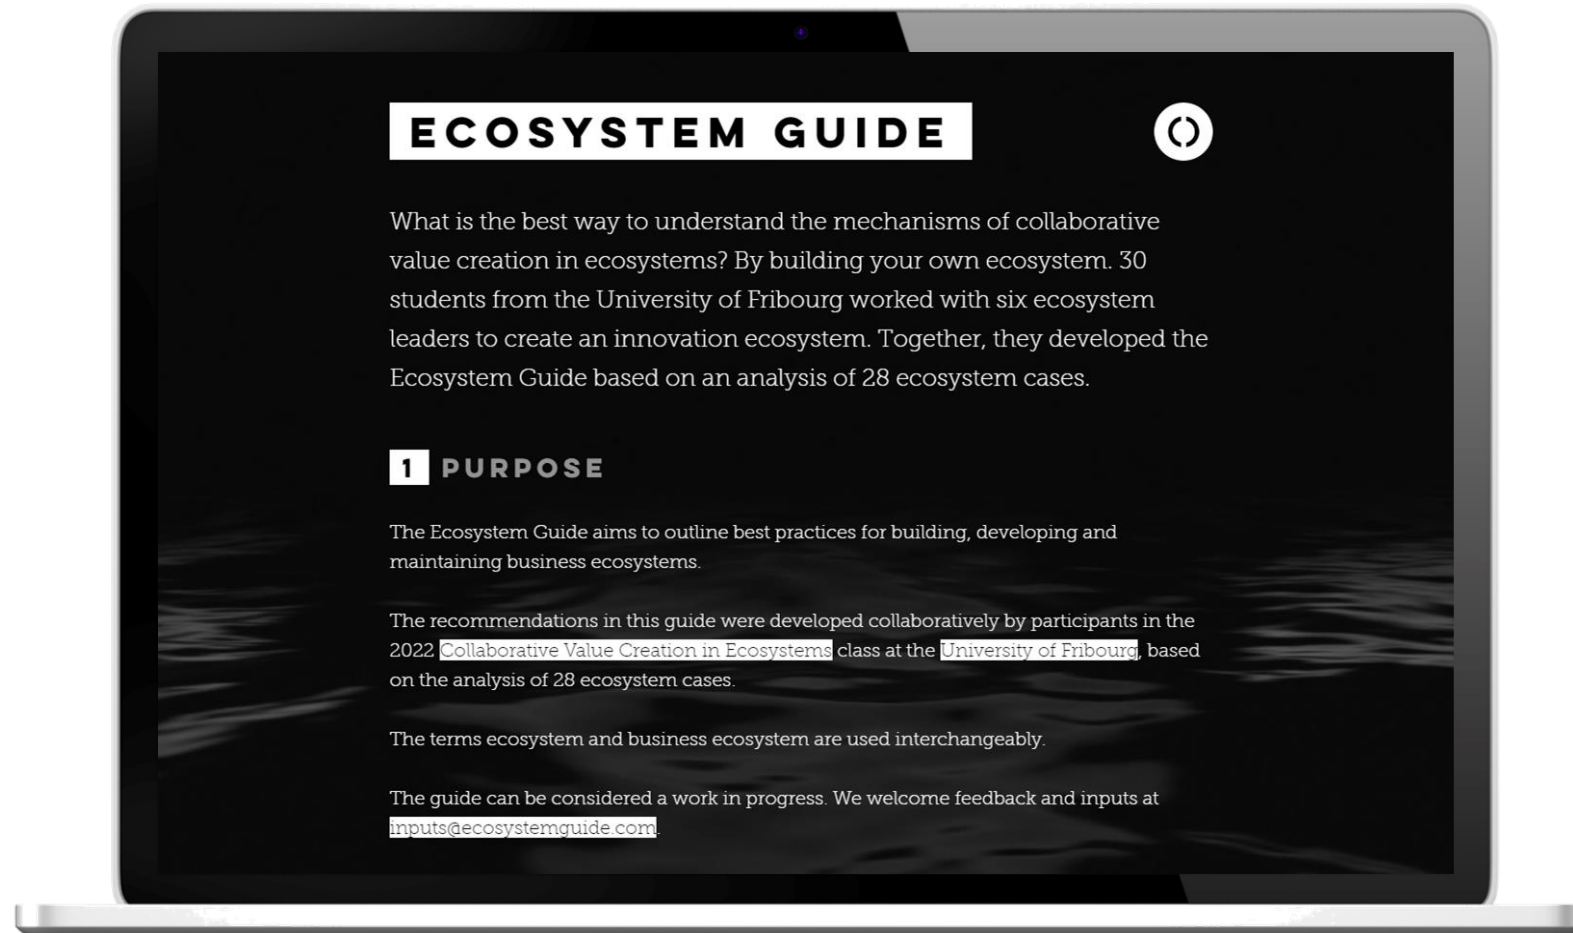 ECOSYSTEM GUIDE
What is the best way to understand the mechanisms of collaborative
value creation in ecosystems? By building your own ecosystem. 30
students from the University of Fribourg worked with six ecosystem
leaders to create an innovation ecosystem. Together, they developed the
Ecosystem Guide based on an analysis of 28 ecosystem cases.
1 PURPOSE
The Ecosystem Guide aims to outline best practices for building, developing and
maintaining business ecosystems.
The recommendations in this guide were developed collaboratively by participants in the
2022 Collaborative Value Creation in Ecosystems class at the University of Fribourg, based
on the analysis of 28 ecosystem cases.
The terms ecosystem and business ecosystem are used interchangeably.
The guide can be considered a work in progress. We welcome feedback and inputs at
inputs@ecosystemguide.com.